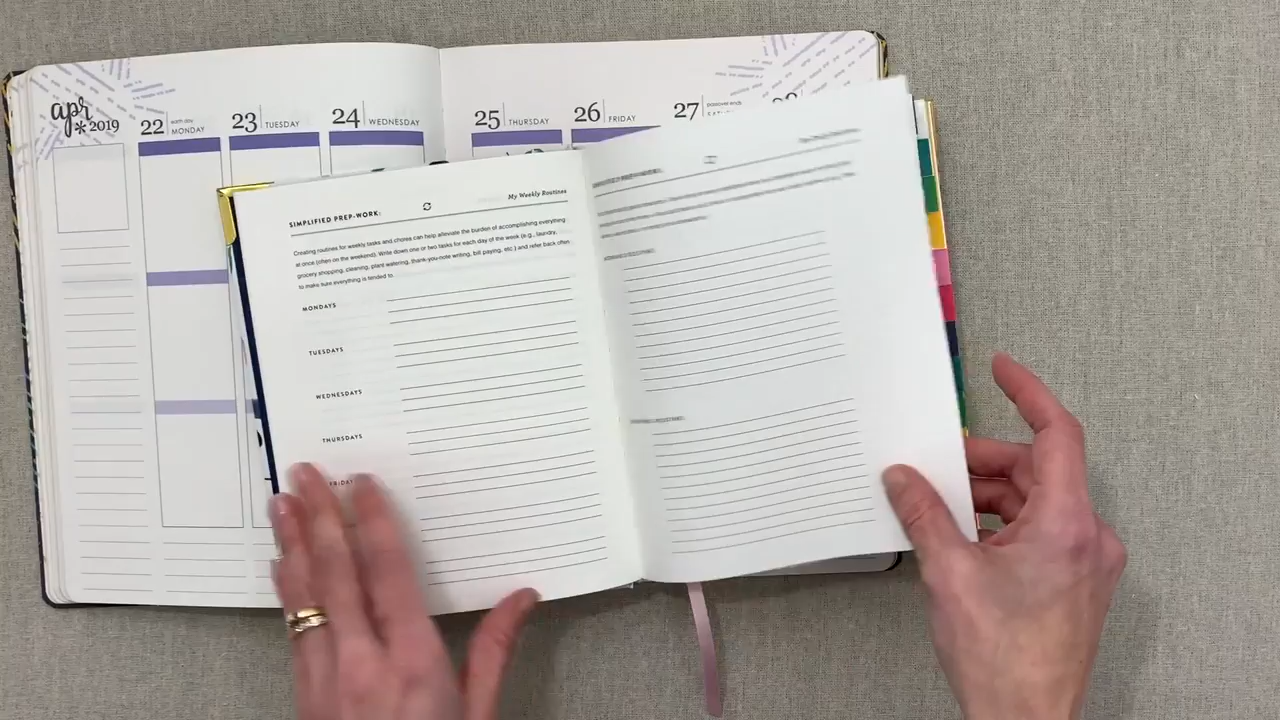 apr
*2019
22 earth day MONDAY
23 TUESDAY
24 WEDNESDAY
25 THURSDAY
26 FRIDAY
27 passover ends
SIMPLIFIED PREP-WORK:
My Weekly Routines
Creating routines for weekly tasks and chores can help alleviate the burden of accomplishing everything
at once (often on the weekend). Write down one or two tasks for each day of the week (e.g., laundry,
grocery shopping, cleaning, plant watering, thank-you-note writing, bill paying, etc.) and refer back often
to make sure everything is tended to.
MONDAYS
TUESDAYS
WEDNESDAYS
THURSDAYS